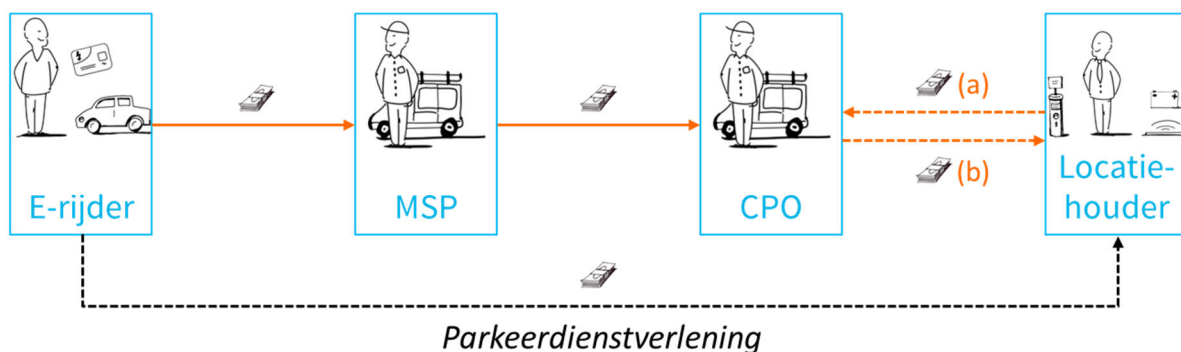 (a)
(b)
E-rijder
MSP
CPO
Locatie-
houder
Parkeerdienstverlening